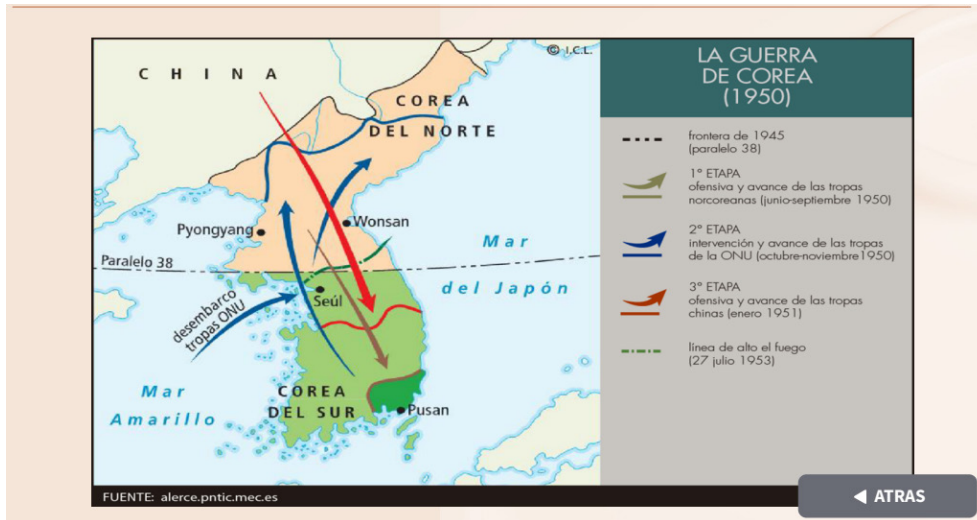 © I.C.L.
C H I N A
COREA
DEL NORTE
Pyongyang
Wonsan
Paralelo 38
Mar
del Japón
Seúl
desembarco
tropas ONU
Mar
Amarillo
COREA
DEL SUR
Pusan
LA GUERRA
DE COREA
(1950)
frontera de 1945
(paralelo 38)
1ª ETAPA
ofensiva y avance de las tropas
norcoreanas (junio-septiembre 1950)
2ª ETAPA
intervención y avance de las tropas
de la ONU (octubre-noviembre1950)
3ª ETAPA
ofensiva y avance de las tropas
chinas (enero 1951)
línea de alto el fuego
(27 julio 1953)
FUENTE: alerce.pntic.mec.es
ATRAS